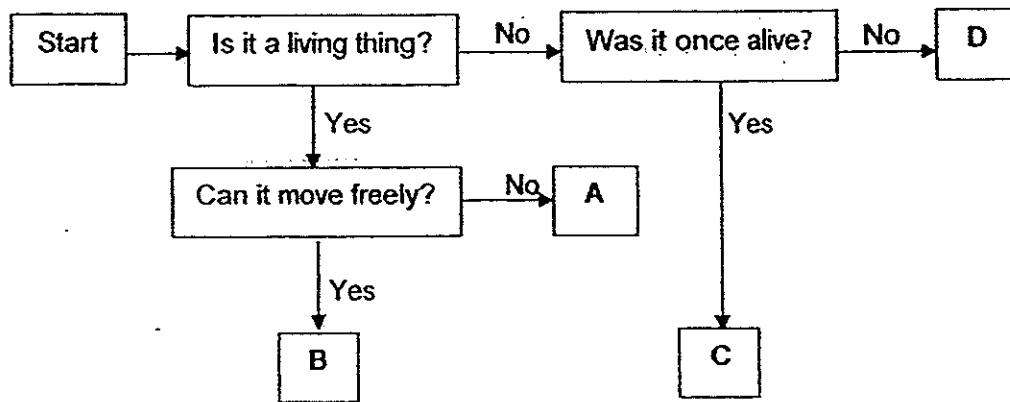 Start
Is it a living thing?
No
Was it once alive?
No
D
Yes
Yes
Can it move freely?
No
A
Yes
B
C